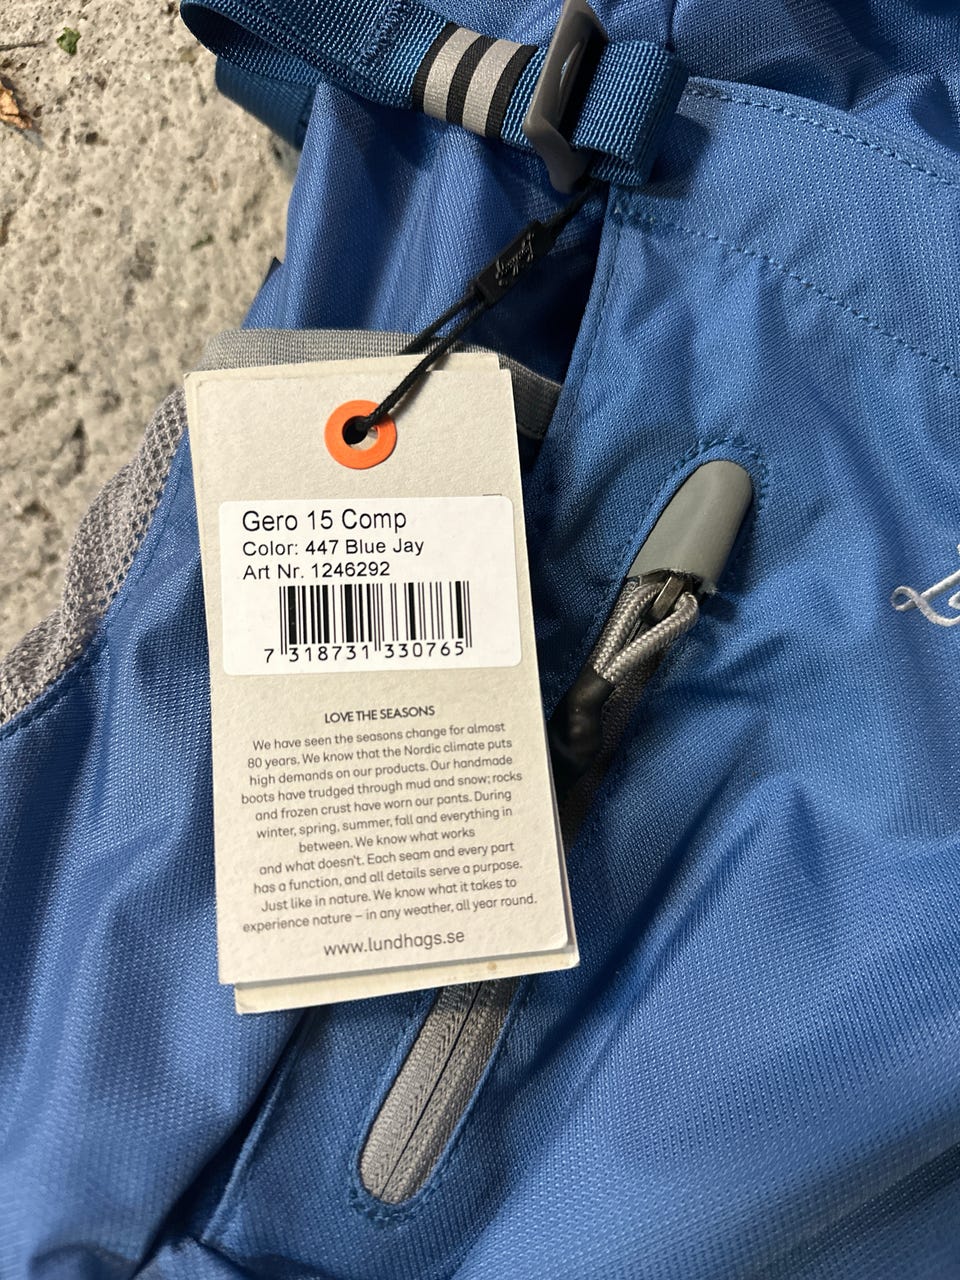 Gero 15 Comp
Color: 447 Blue Jay
Art Nr. 1246292
7 318731 330765
LOVE THE SEASONS
We have seen the seasons change for almost
80 years. We know that the Nordic climate puts
high demands on our products. Our handmade
boots have trudged through mud and snow; rocks
and frozen crust have worn our pants. During
winter, spring, summer, fall and everything in
between. We know what works
and what doesn't. Each seam and every part
has a function, and all details serve a purpose.
Just like in nature. We know what it takes to
experience nature – in any weather, all year round.
www.lundhags.se